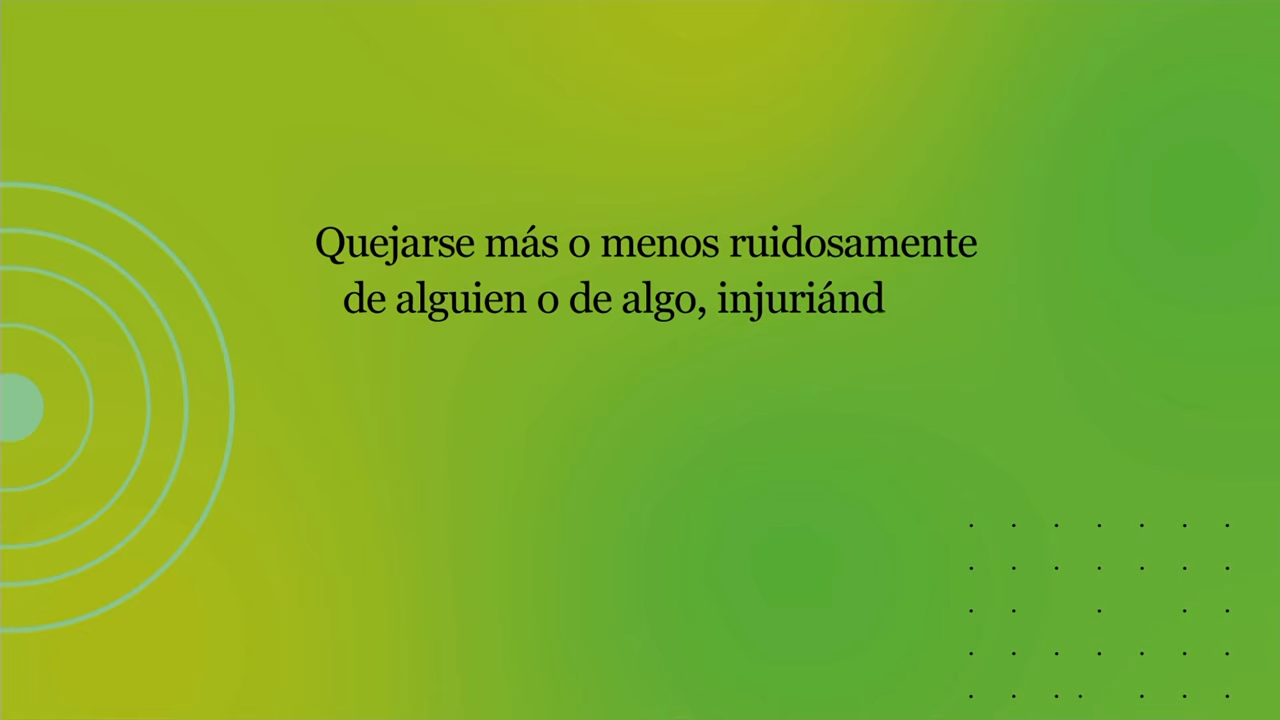 Quejarse más o menos ruidosamente
de alguien o de algo, injuriánd